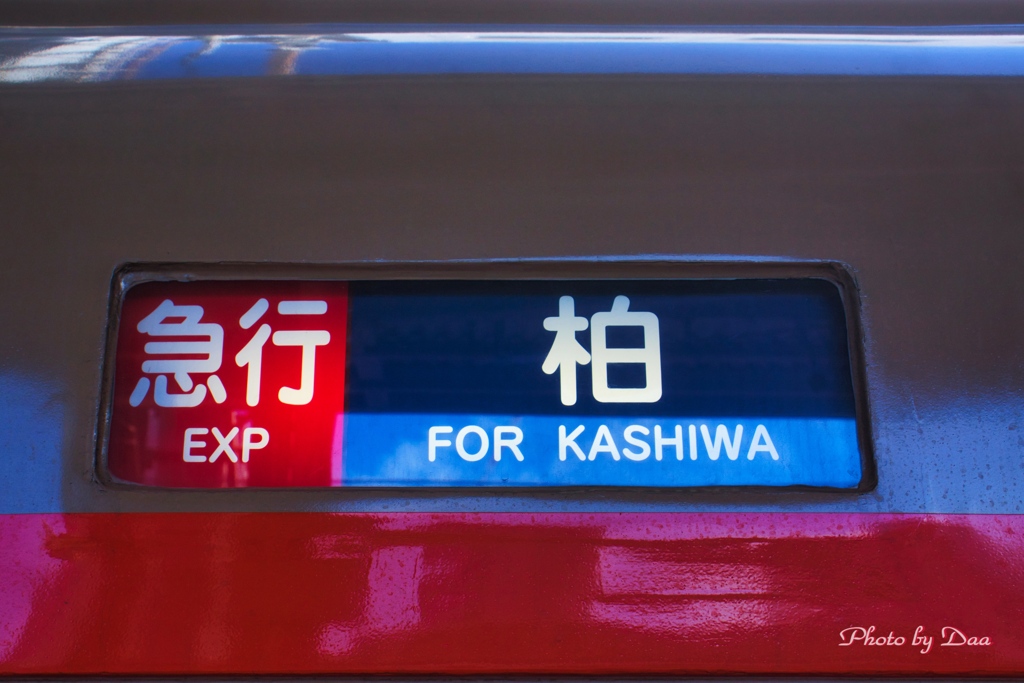 急行 柏
EXP FOR KASHIWA
Photo by Daa